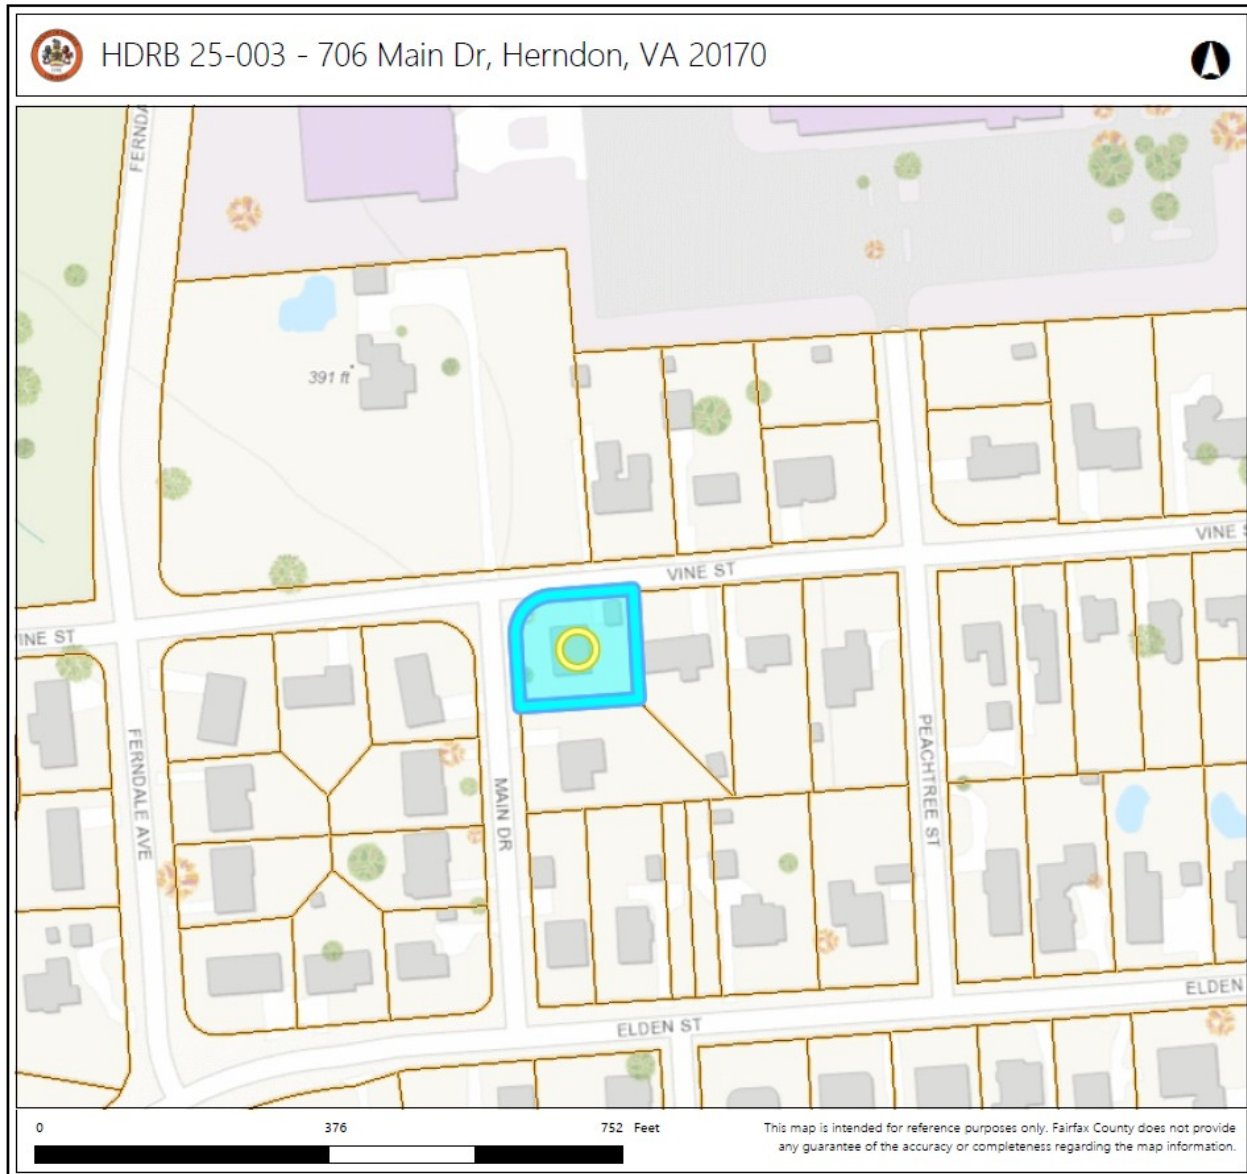 HDRB 25-003 - 706 Main Dr, Herndon, VA 20170
FERNDA
391 ft
VINE ST
VINE S
INE ST
FERNDALE AVE
MAIN DR
PEACHTREE ST
ELDEN
ELDEN ST
0 376 752 Feet
This map is intended for reference purposes only. Fairfax County does not provide
any guarantee of the accuracy or completeness regarding the map information.